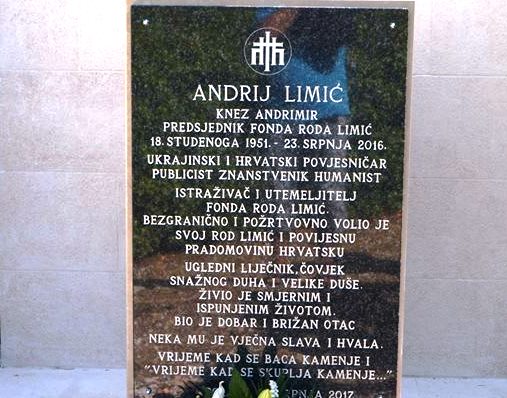 ANDRIJ LIMIĆ
KNEZ ANDRIMIR
PREDSJEDNIK FONDA RODA LIMIĆ
18. STUDENOGA 1951. - 23. SRPNJA 2016.
UKRAJINSKI I HRVATSKI POVJESNIČAR
PUBLICIST ZNANSTVENIK HUMANIST
ISTRAŽIVAČ I UTEMELJITELJ
FONDA RODA LIMIĆ.
BEZGRANIČNO I POŽRTVOVNO VOLIO JE
SVOJ ROD LIMIĆ I POVIJESNU
PRADOMOVINU HRVATSKU
UGLEDNI LIJEČNIK, ČOVJEK
SNAŽNOG DUHA I VELIKE DUŠE.
ŽIVIO JE SMJERNIM I
ISPUNJENIM ŽIVOTOM.
BIO JE DOBAR I BRIŽAN OTAC
NEKA MU JE VJEČNA SLAVA I HVALA.
VRIJEME KAD SE BACA KAMENJE I
"VRIJEME KAD SE SKUPLJA KAMENJE..."
SRPNJA 2017.